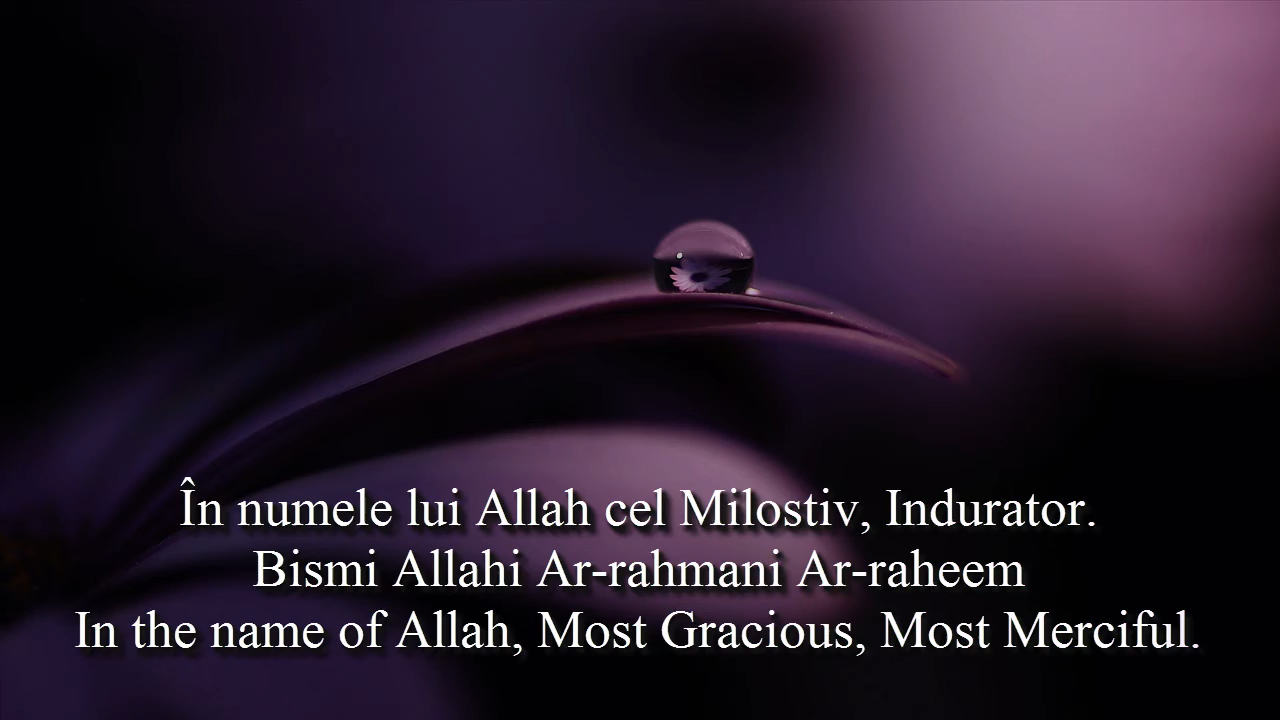 În numele lui Allah cel Milostiv, Indurator.
Bismi Allahi Ar-rahmani Ar-raheem
In the name of Allah, Most Gracious, Most Merciful.